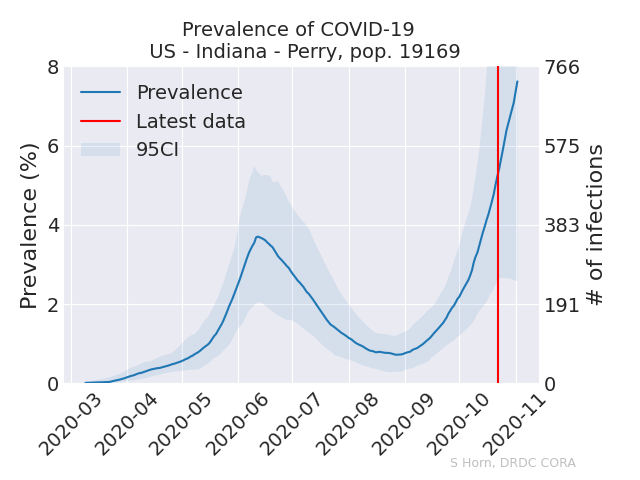 Prevalence of COVID-19
US - Indiana - Perry, pop. 19169
Prevalence
Latest data
95CI
Prevalence (%)
8
6
4
2
0
766
575
383
191
0
# of infections
2020-03
2020-04
2020-05
2020-06
2020-07
2020-08
2020-09
2020-10
2020-11
S Horn, DRDC CORA